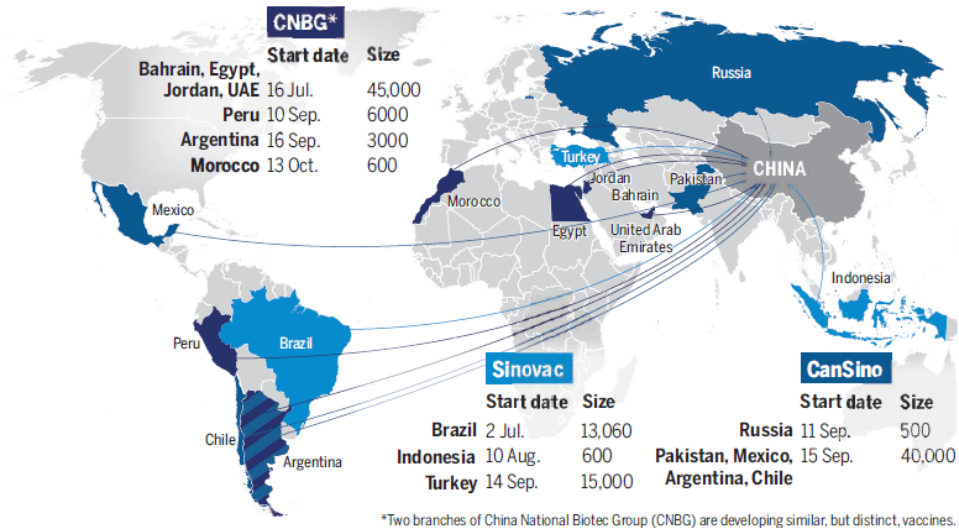 CNBG*
Start date Size
Bahrain, Egypt,
Jordan, UAE 16 Jul. 45,000
Peru 10 Sep. 6000
Argentina 16 Sep. 3000
Morocco 13 Oct. 600
Russia
Turkey
CHINA
Jordan
Pakistan
Bahrain
Morocco
Mexico
Egypt
United Arab
Emirates
Indonesia
Peru
Brazil
Chile
Argentina
Sinovac
Start date Size
Brazil 2 Jul. 13,060
Indonesia 10 Aug. 600
Turkey 14 Sep. 15,000
CanSino
Start date Size
Russia 11 Sep. 500
Pakistan, Mexico, 15 Sep. 40,000
Argentina, Chile
*Two branches of China National Biotec Group (CNBG) are developing similar, but distinct, vaccines.